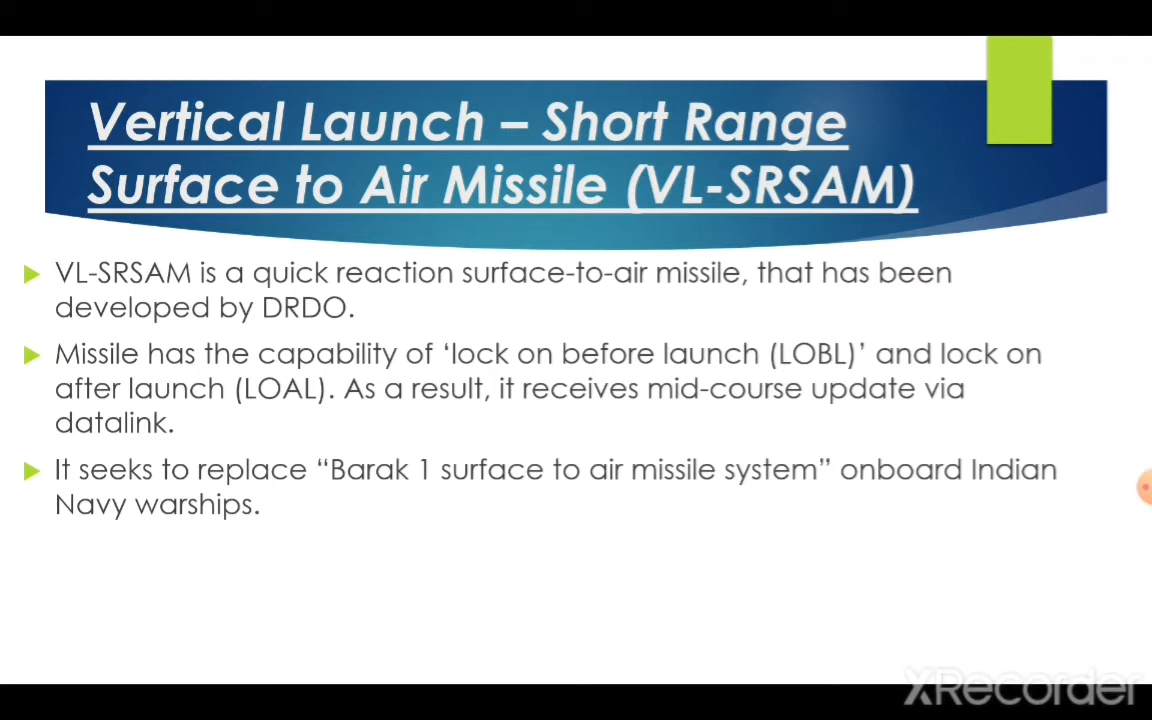 Vertical Launch – Short Range
Surface to Air Missile (VL-SRSAM)
VL-SRSAM is a quick reaction surface-to-air missile, that has been
developed by DRDO.
Missile has the capability of ‘lock on before launch (LOBL)’ and lock on
after launch (LOAL). As a result, it receives mid-course update via
datalink.
It seeks to replace “Barak 1 surface to air missile system” onboard Indian
Navy warships.
XRecorder